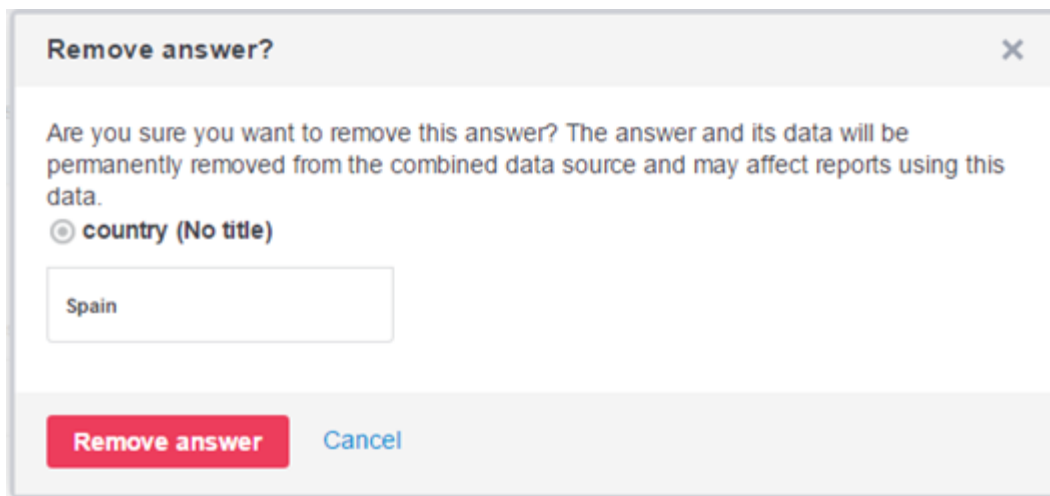 Remove answer?
Are you sure you want to remove this answer? The answer and its data will be
permanently removed from the combined data source and may affect reports using this
data.
country (No title)
Spain
Remove answer Cancel